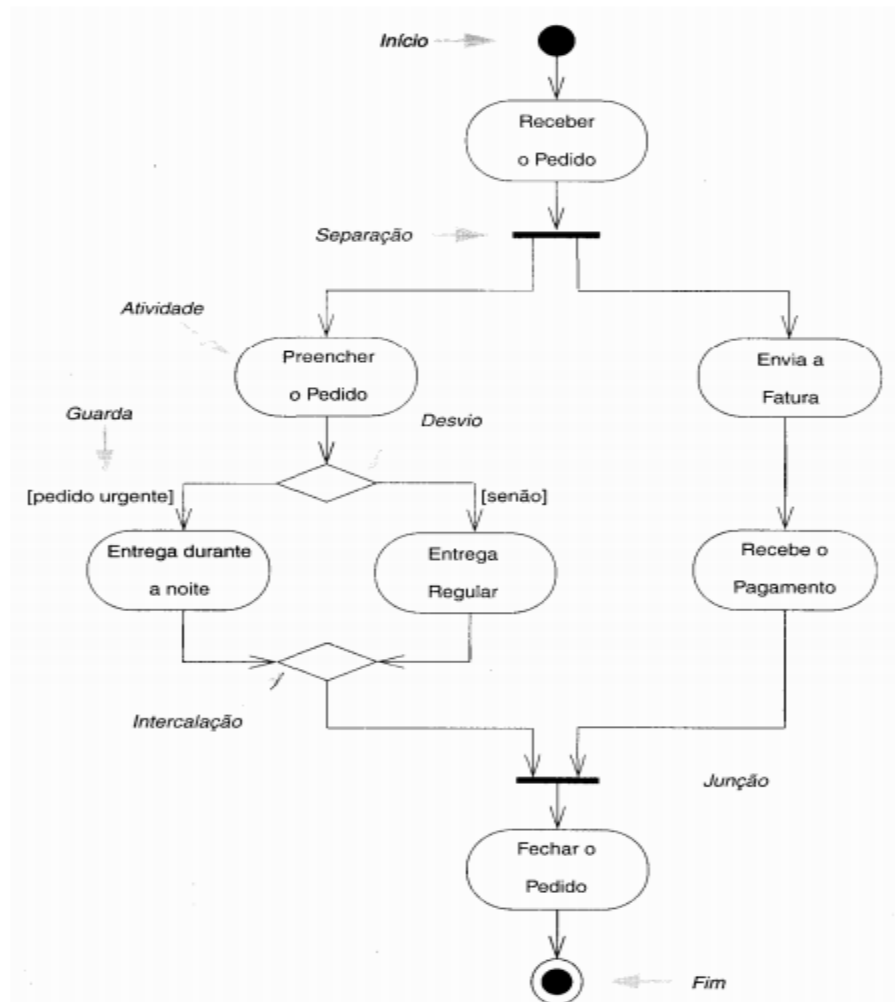 Início
Receber
o Pedido
Separação
Atividade
Preencher
o Pedido
Envia a
Fatura
Guarda
Desvio
[pedido urgente]
[senão]
Entrega durante
a noite
Entrega
Regular
Recebe o
Pagamento
Intercalação
Junção
Fechar o
Pedido
Fim